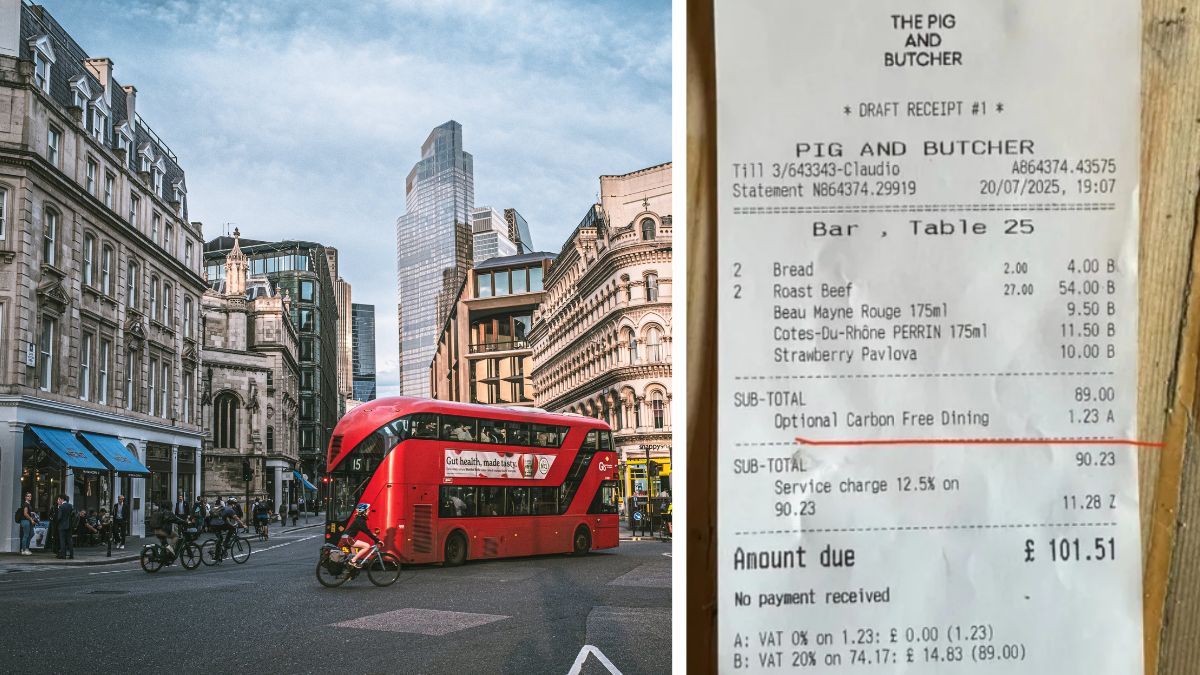 15
Gut health, made tasty.
Go
THE PIG
AND
BUTCHER
* DRAFT RECEIPT #1 *
PIG AND BUTCHER
Till 3/643343-Claudio A864374.43575
Statement N864374.29919 20/07/2025, 19:07
Bar , Table 25
2 Bread 2.00 4.00 B
2 Roast Beef 27.00 54.00 B
Beau Mayne Rouge 175ml 9.50 B
Cotes-Du-Rhône PERRIN 175ml 11.50 B
Strawberry Pavlova 10.00 B
SUB-TOTAL 89.00
Optional Carbon Free Dining 1.23 A
SUB-TOTAL 90.23
Service charge 12.5% on
90.23 11.28 Z
Amount due £ 101.51
No payment received
A: VAT 0% on 1.23: £ 0.00 (1.23)
B: VAT 20% on 74.17: £ 14.83 (89.00)